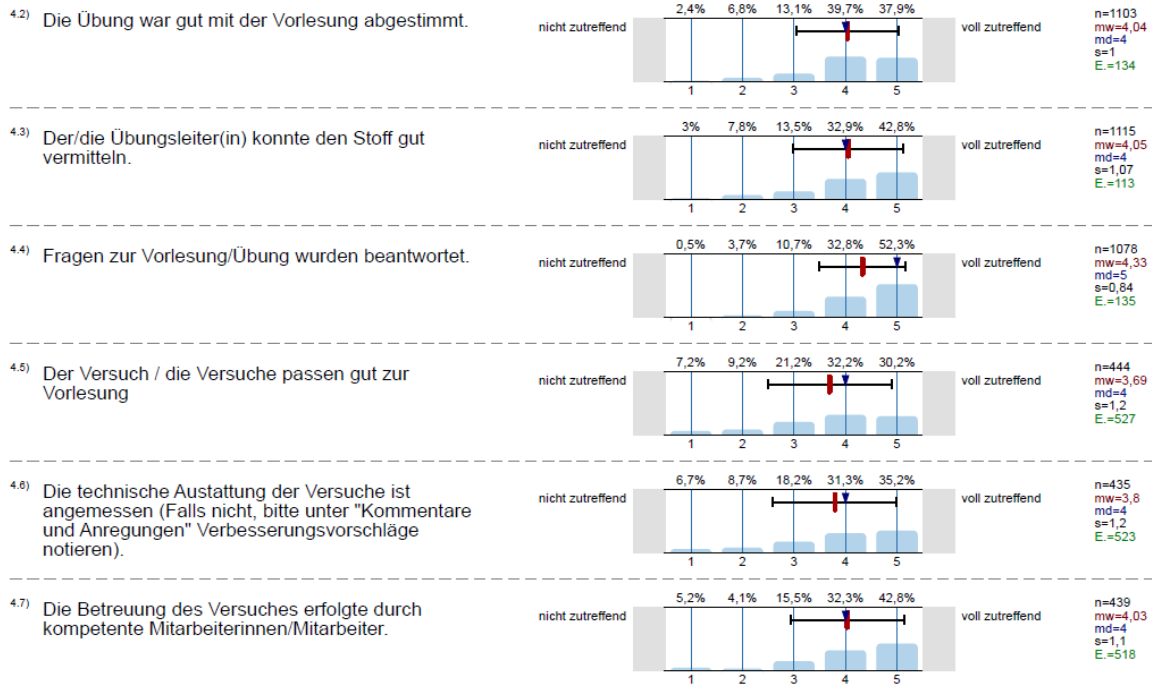 4.2) Die Übung war gut mit der Vorlesung abgestimmt.
nicht zutreffend
2,4% 6,8% 13,1% 39,7% 37,9%
1 2 3 4 5
voll zutreffend
n=1103
mw=4,04
md=4
s=1
E.=134
4.3) Der/die Übungsleiter(in) konnte den Stoff gut
vermitteln.
nicht zutreffend
3% 7,8% 13,5% 32,9% 42,8%
1 2 3 4 5
voll zutreffend
n=1115
mw=4,05
md=4
s=1,07
E.=113
4.4) Fragen zur Vorlesung/Übung wurden beantwortet.
nicht zutreffend
0,5% 3,7% 10,7% 32,8% 52,3%
1 2 3 4 5
voll zutreffend
n=1078
mw=4,33
md=5
s=0,84
E.=135
4.5) Der Versuch / die Versuche passen gut zur
Vorlesung
nicht zutreffend
7,2% 9,2% 21,2% 32,2% 30,2%
1 2 3 4 5
voll zutreffend
n=444
mw=3,69
md=4
s=1,2
E.=527
4.6) Die technische Austattung der Versuche ist
angemessen (Falls nicht, bitte unter "Kommentare
und Anregungen" Verbesserungsvorschläge
notieren).
nicht zutreffend
6,7% 8,7% 18,2% 31,3% 35,2%
1 2 3 4 5
voll zutreffend
n=435
mw=3,8
md=4
s=1,2
E.=523
4.7) Die Betreuung des Versuches erfolgte durch
kompetente Mitarbeiterinnen/Mitarbeiter.
nicht zutreffend
5,2% 4,1% 15,5% 32,3% 42,8%
1 2 3 4 5
voll zutreffend
n=439
mw=4,03
md=4
s=1,1
E.=518